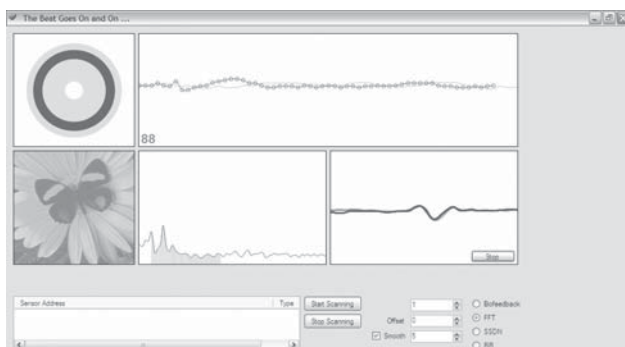 The Beat Goes On and On ...
88
Stop
Sensor Address Type
Start Scanning
Stop Scanning
1
Offset 0
Smooth 5
Biofeedback
FFT
SSDN